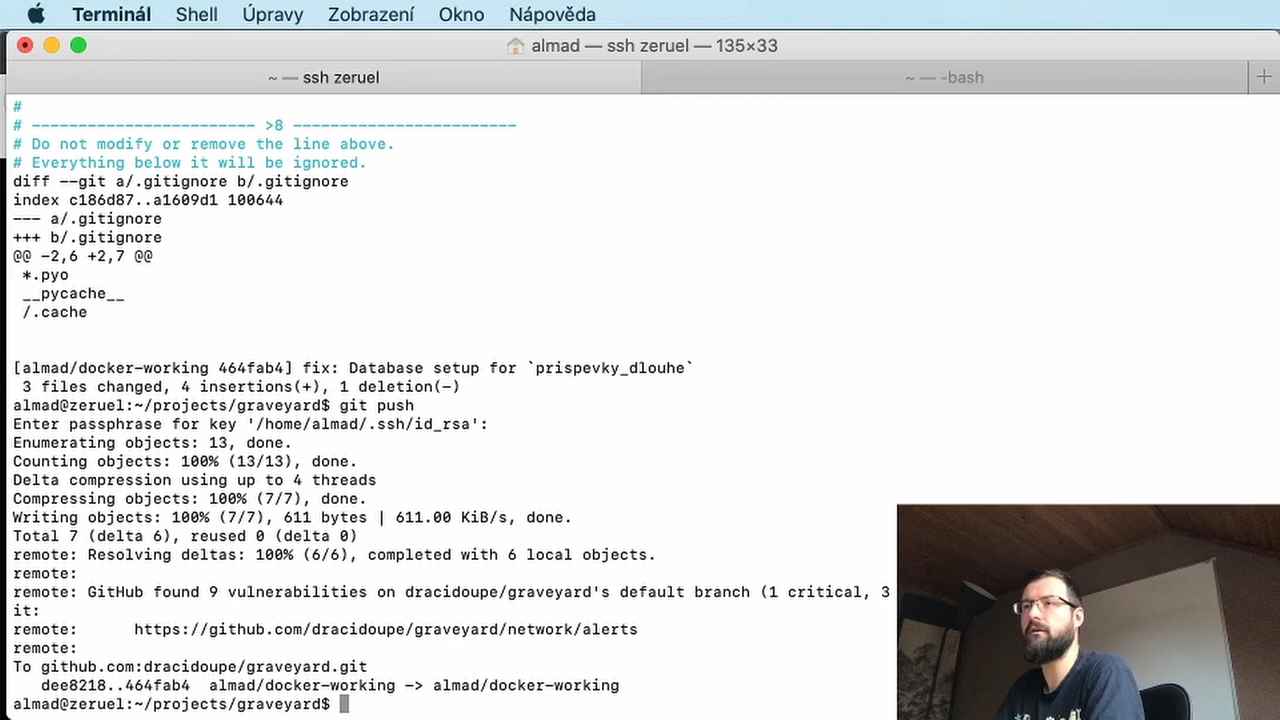 Terminál Shell Úpravy Zobrazení Okno Nápověda
almad — ssh zeruel — 135×33
~ — ssh zeruel ~ — -bash
#
# ------------------------ >8 ------------------------
# Do not modify or remove the line above.
# Everything below it will be ignored.
diff --git a/.gitignore b/.gitignore
index c186d87..a1609d1 100644
--- a/.gitignore
+++ b/.gitignore
@@ -2,6 +2,7 @@
 *.pyo
 __pycache__
 /.cache
[almad/docker-working 464fab4] fix: Database setup for `prispevky_dlouhe`
 3 files changed, 4 insertions(+), 1 deletion(-)
almad@zeruel:~/projects/graveyard$ git push
Enter passphrase for key '/home/almad/.ssh/id_rsa':
Enumerating objects: 13, done.
Counting objects: 100% (13/13), done.
Delta compression using up to 4 threads
Compressing objects: 100% (7/7), done.
Writing objects: 100% (7/7), 611 bytes | 611.00 KiB/s, done.
Total 7 (delta 6), reused 0 (delta 0)
remote: Resolving deltas: 100% (6/6), completed with 6 local objects.
remote:
remote: GitHub found 9 vulnerabilities on dracidoupe/graveyard's default branch (1 critical, 3
it:
remote:      https://github.com/dracidoupe/graveyard/network/alerts
remote:
To github.com:dracidoupe/graveyard.git
   dee8218..464fab4  almad/docker-working -> almad/docker-working
almad@zeruel:~/projects/graveyard$